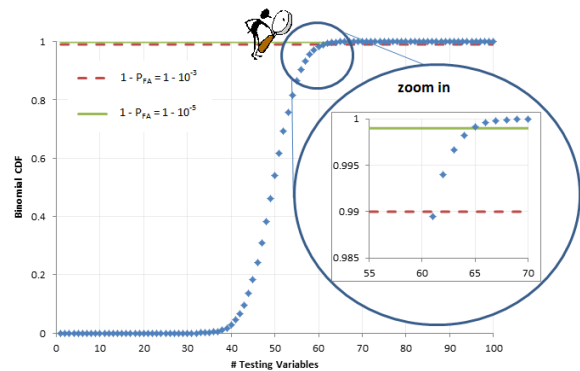 1
0.8
0.6
0.4
0.2
0
Binomial CDF
1 - PFA = 1 - 10-3
1 - PFA = 1 - 10-5
zoom in
1
0.995
0.99
0.985
55 60 65 70
0 10 20 30 40 50 60 70 80 90 100
# Testing Variables